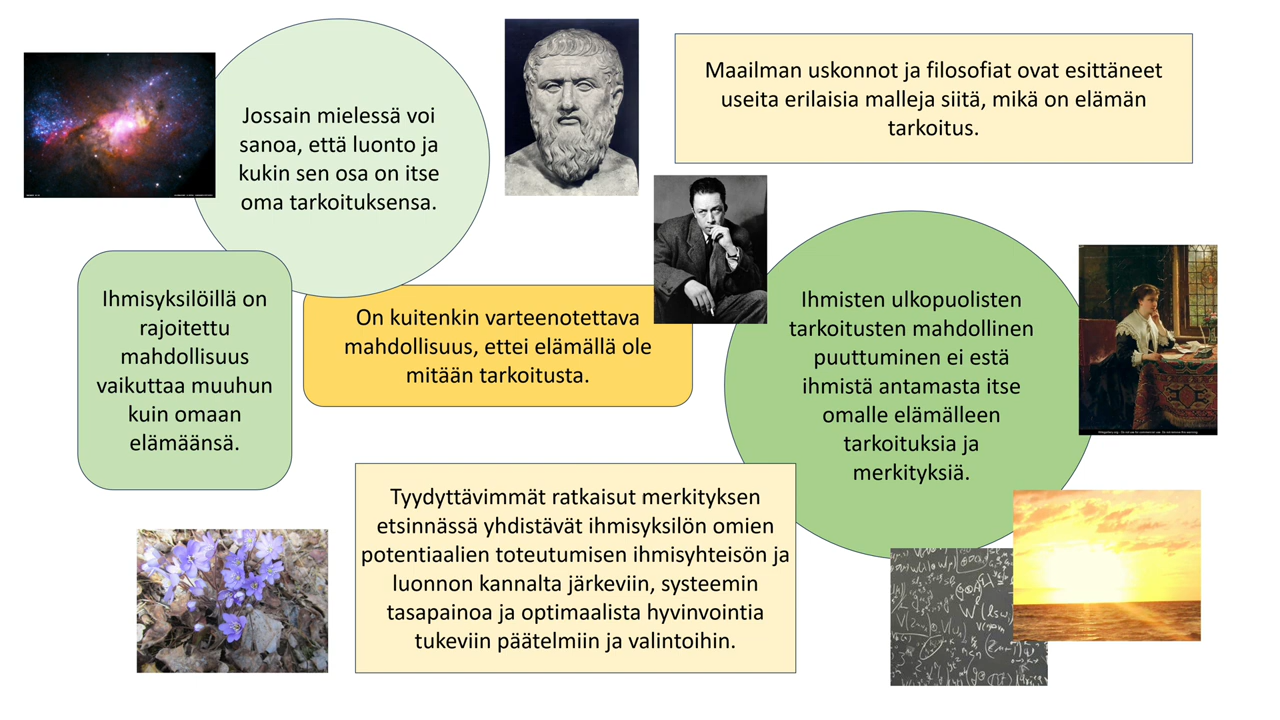 Jossain mielessä voi
sanoa, että luonto ja
kukin sen osa on itse
oma tarkoituksensa.
Maailman uskonnot ja filosofiat ovat esittäneet
useita erilaisia malleja siitä, mikä on elämän
tarkoitus.
Ihmisyksilöillä on
rajoitettu
mahdollisuus
vaikuttaa muuhun
kuin omaan
elämäänsä.
On kuitenkin varteenotettava
mahdollisuus, ettei elämällä ole
mitään tarkoitusta.
Ihmisten ulkopuolisten
tarkoitusten mahdollinen
puuttuminen ei estä
ihmistä antamasta itse
omalle elämälleen
tarkoituksia ja
merkityksiä.
Tyydyttävimmät ratkaisut merkityksen
etsinnässä yhdistävät ihmisyksilön omien
potentiaalien toteutumisen ihmisyhteisön ja
luonnon kannalta järkeviin, systeemin
tasapainoa ja optimaalista hyvinvointia
tukeviin päätelmiin ja valintoihin.